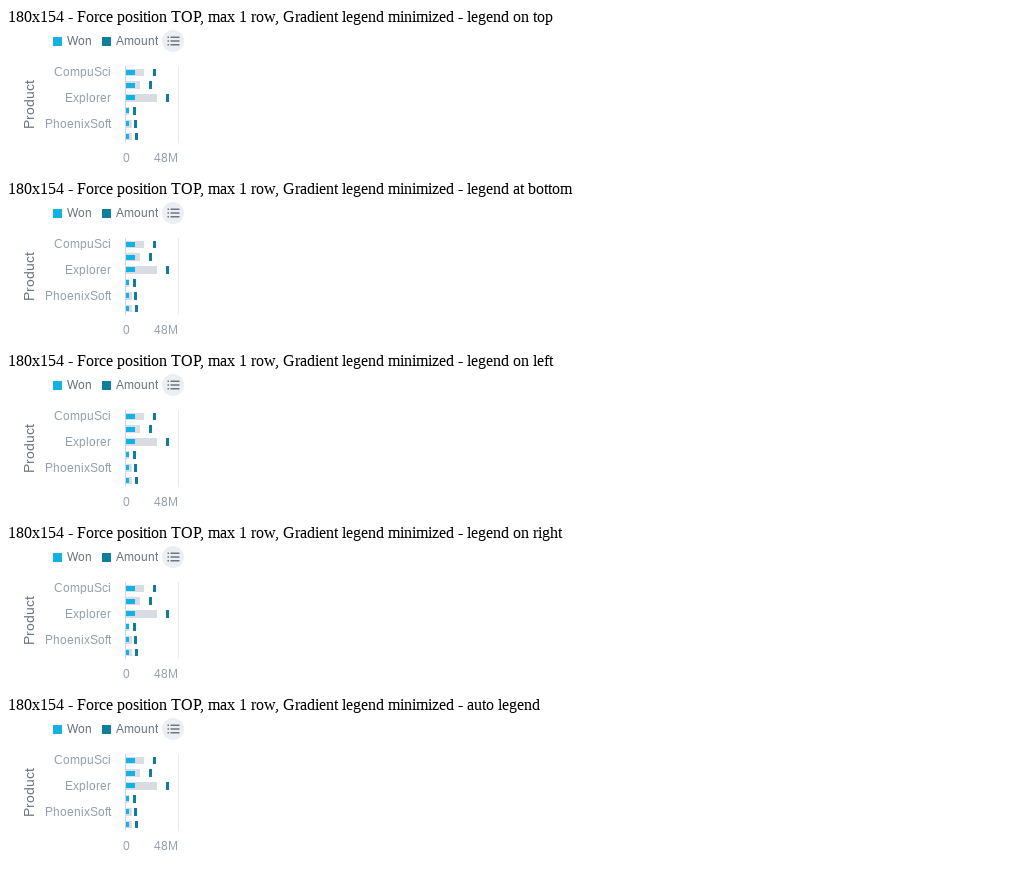 180x154 - Force position TOP, max 1 row, Gradient legend minimized - legend on top
Won Amount
CompuSci
Explorer
PhoenixSoft
Product
0 48M
180x154 - Force position TOP, max 1 row, Gradient legend minimized - legend at bottom
Won Amount
CompuSci
Explorer
PhoenixSoft
Product
0 48M
180x154 - Force position TOP, max 1 row, Gradient legend minimized - legend on left
Won Amount
CompuSci
Explorer
PhoenixSoft
Product
0 48M
180x154 - Force position TOP, max 1 row, Gradient legend minimized - legend on right
Won Amount
CompuSci
Explorer
PhoenixSoft
Product
0 48M
180x154 - Force position TOP, max 1 row, Gradient legend minimized - auto legend
Won Amount
CompuSci
Explorer
PhoenixSoft
Product
0 48M